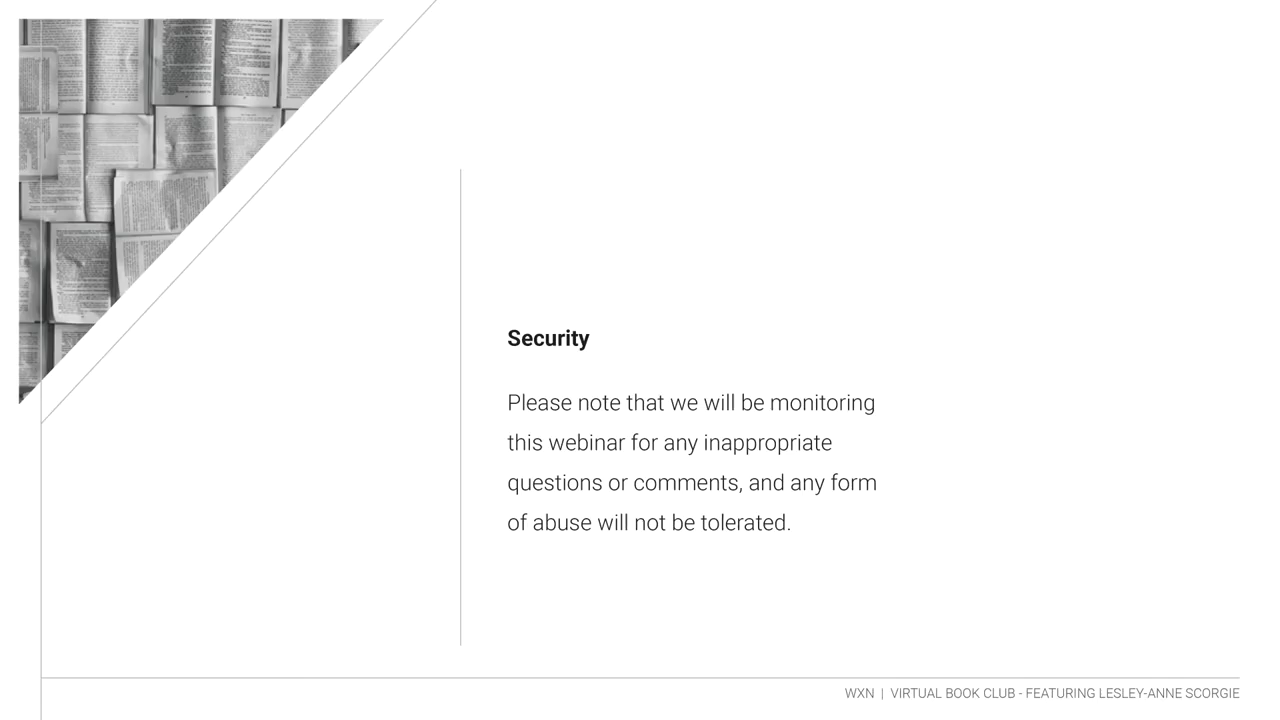 Security
Please note that we will be monitoring
this webinar for any inappropriate
questions or comments, and any form
of abuse will not be tolerated.
WXN | VIRTUAL BOOK CLUB - FEATURING LESLEY-ANNE SCORGIE